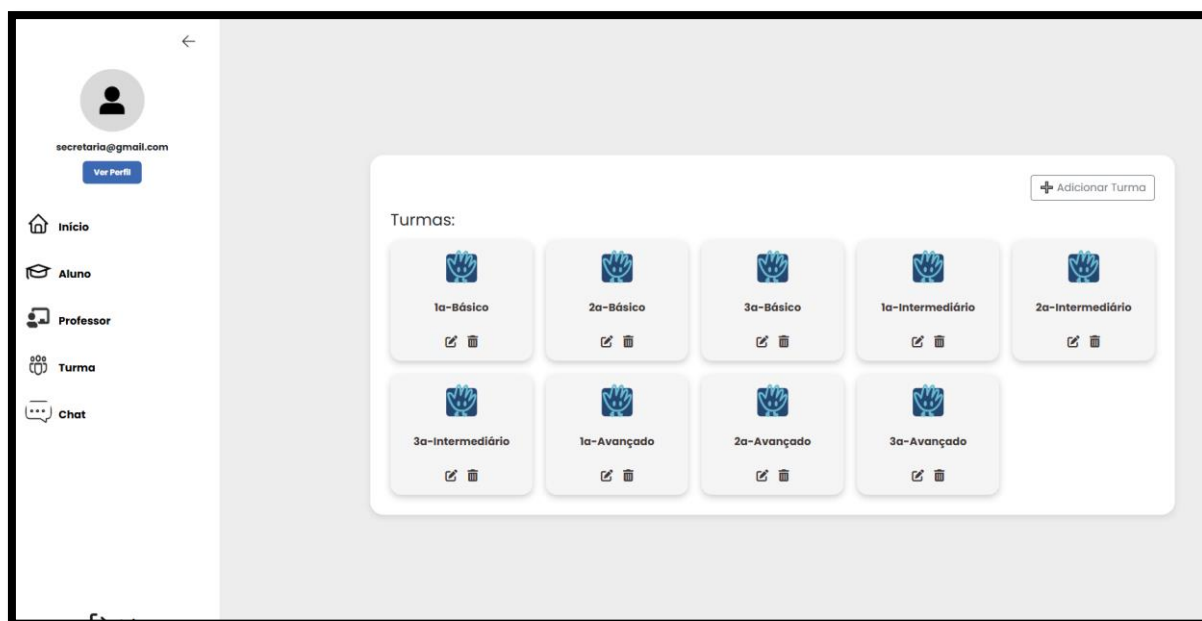 secretaria@gmail.com
Ver Perfil
Início
Aluno
Professor
Turma
Chat
Adicionar Turma
Turmas:
1a-Básico
2a-Básico
3a-Básico
1a-Intermediário
2a-Intermediário
3a-Intermediário
1a-Avançado
2a-Avançado
3a-Avançado